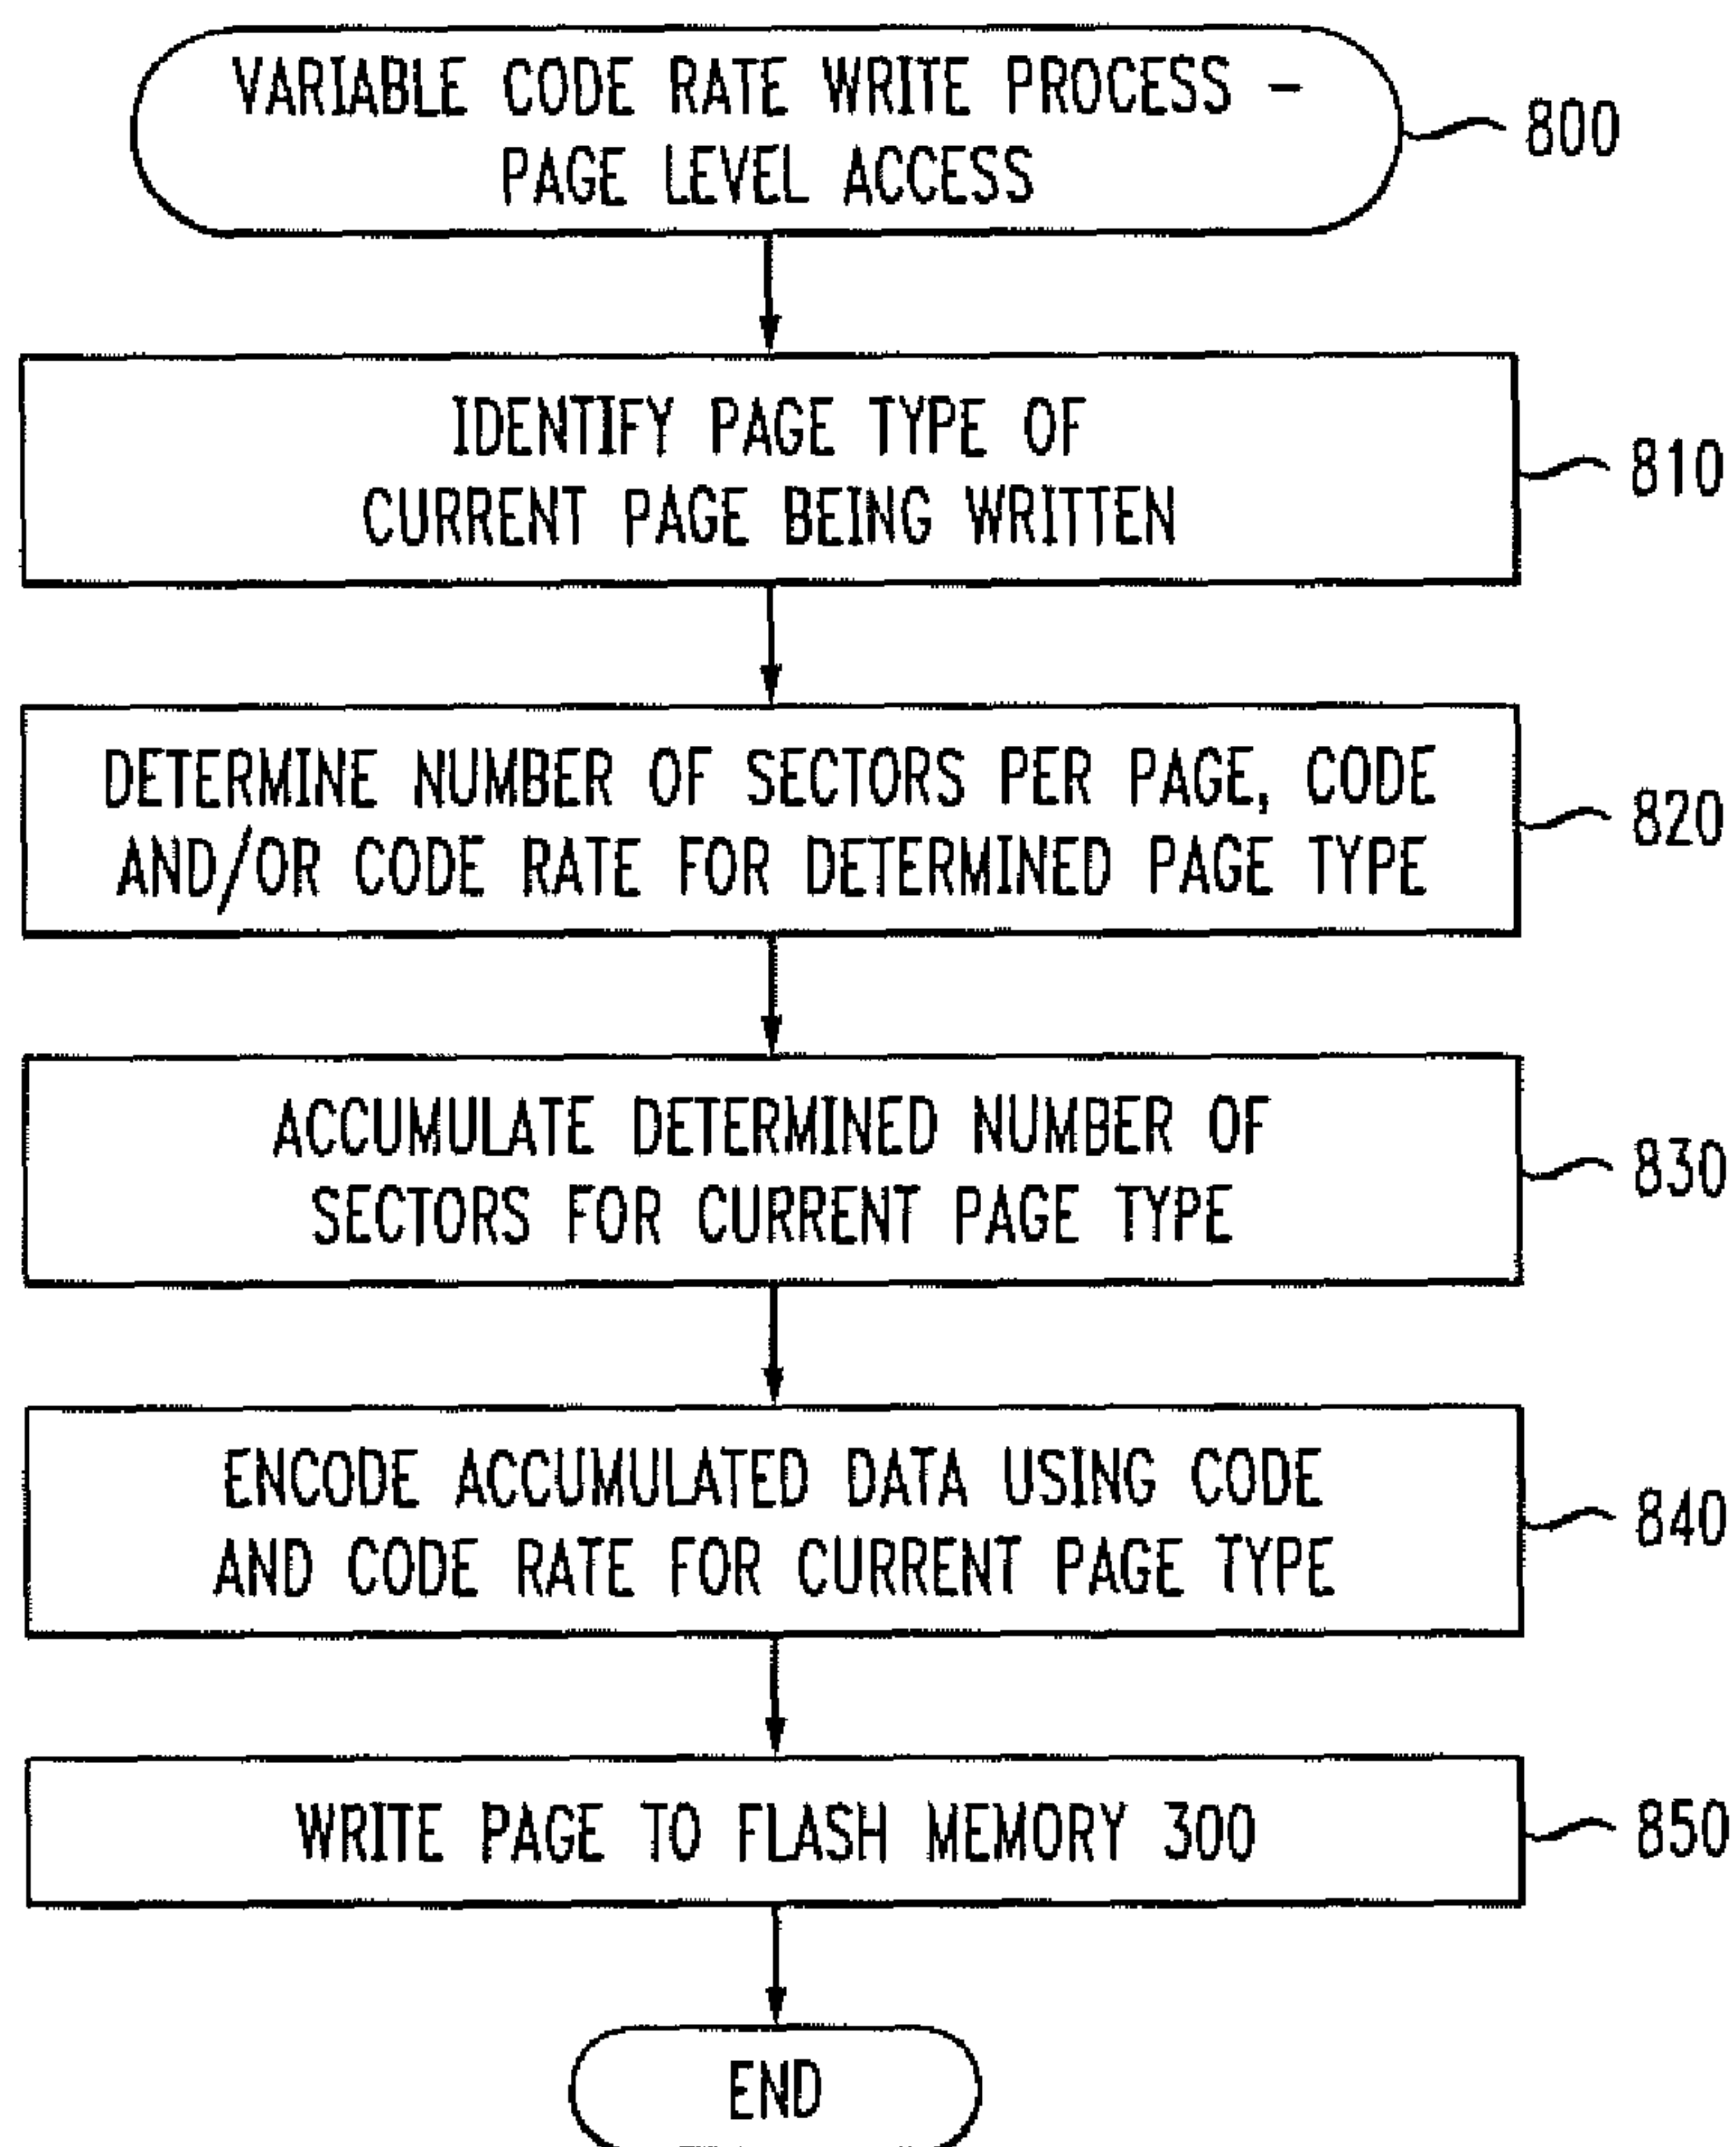 VARIABLE CODE RATE WRITE PROCESS –
PAGE LEVEL ACCESS
800
IDENTIFY PAGE TYPE OF
CURRENT PAGE BEING WRITTEN
810
DETERMINE NUMBER OF SECTORS PER PAGE, CODE
AND/OR CODE RATE FOR DETERMINED PAGE TYPE
820
ACCUMULATE DETERMINED NUMBER OF
SECTORS FOR CURRENT PAGE TYPE
830
ENCODE ACCUMULATED DATA USING CODE
AND CODE RATE FOR CURRENT PAGE TYPE
840
WRITE PAGE TO FLASH MEMORY 300
850
END